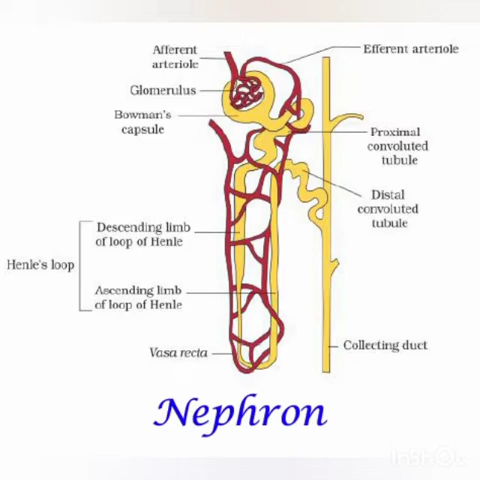 Afferent
arteriole
Efferent arteriole
Glomerulus
Bowman's
capsule
Proximal
convoluted
tubule
Distal
convoluted
tubule
Descending limb
of loop of Henle
Henle's loop
Ascending limb
of loop of Henle
Vasa recta
Collecting duct
Nephron
InShOt